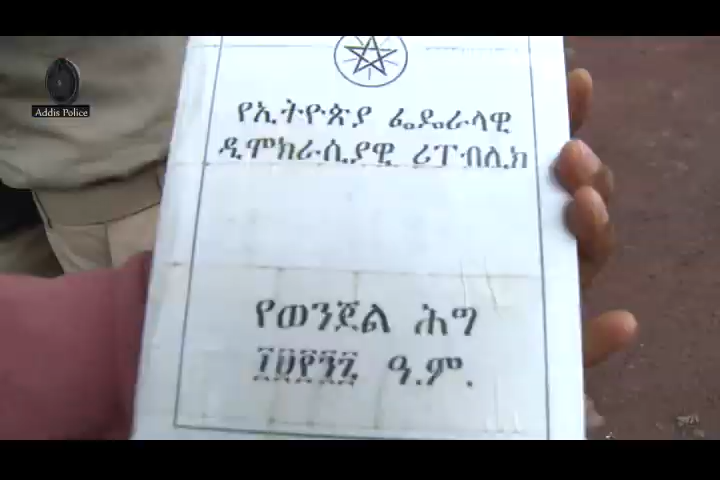 Addis Police
የኢትዮጵያ ፌዴራላዊ
ዲሞክራሲያዊ ሪፐብሊክ
የወንጀል ሕግ
፲፱፻፺፯ ዓ.ም.